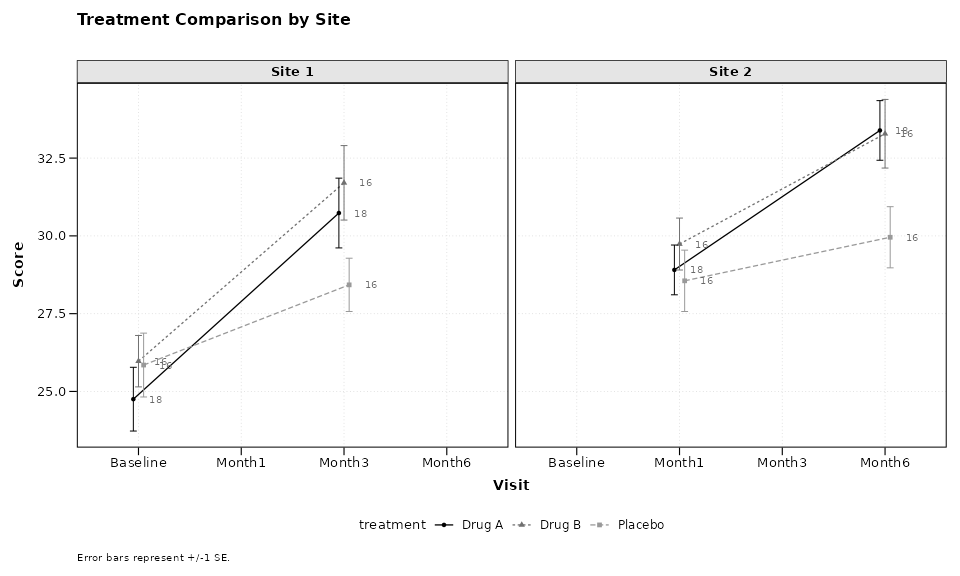 Treatment Comparison by Site
Site 1
Site 2
Score
32.5
30.0
27.5
25.0
16
18
16
16
16
18
18
16
16
16
18
16
Baseline Month1 Month3 Month6
Baseline Month1 Month3 Month6
Visit
treatment Drug A Drug B Placebo
Error bars represent +/-1 SE.